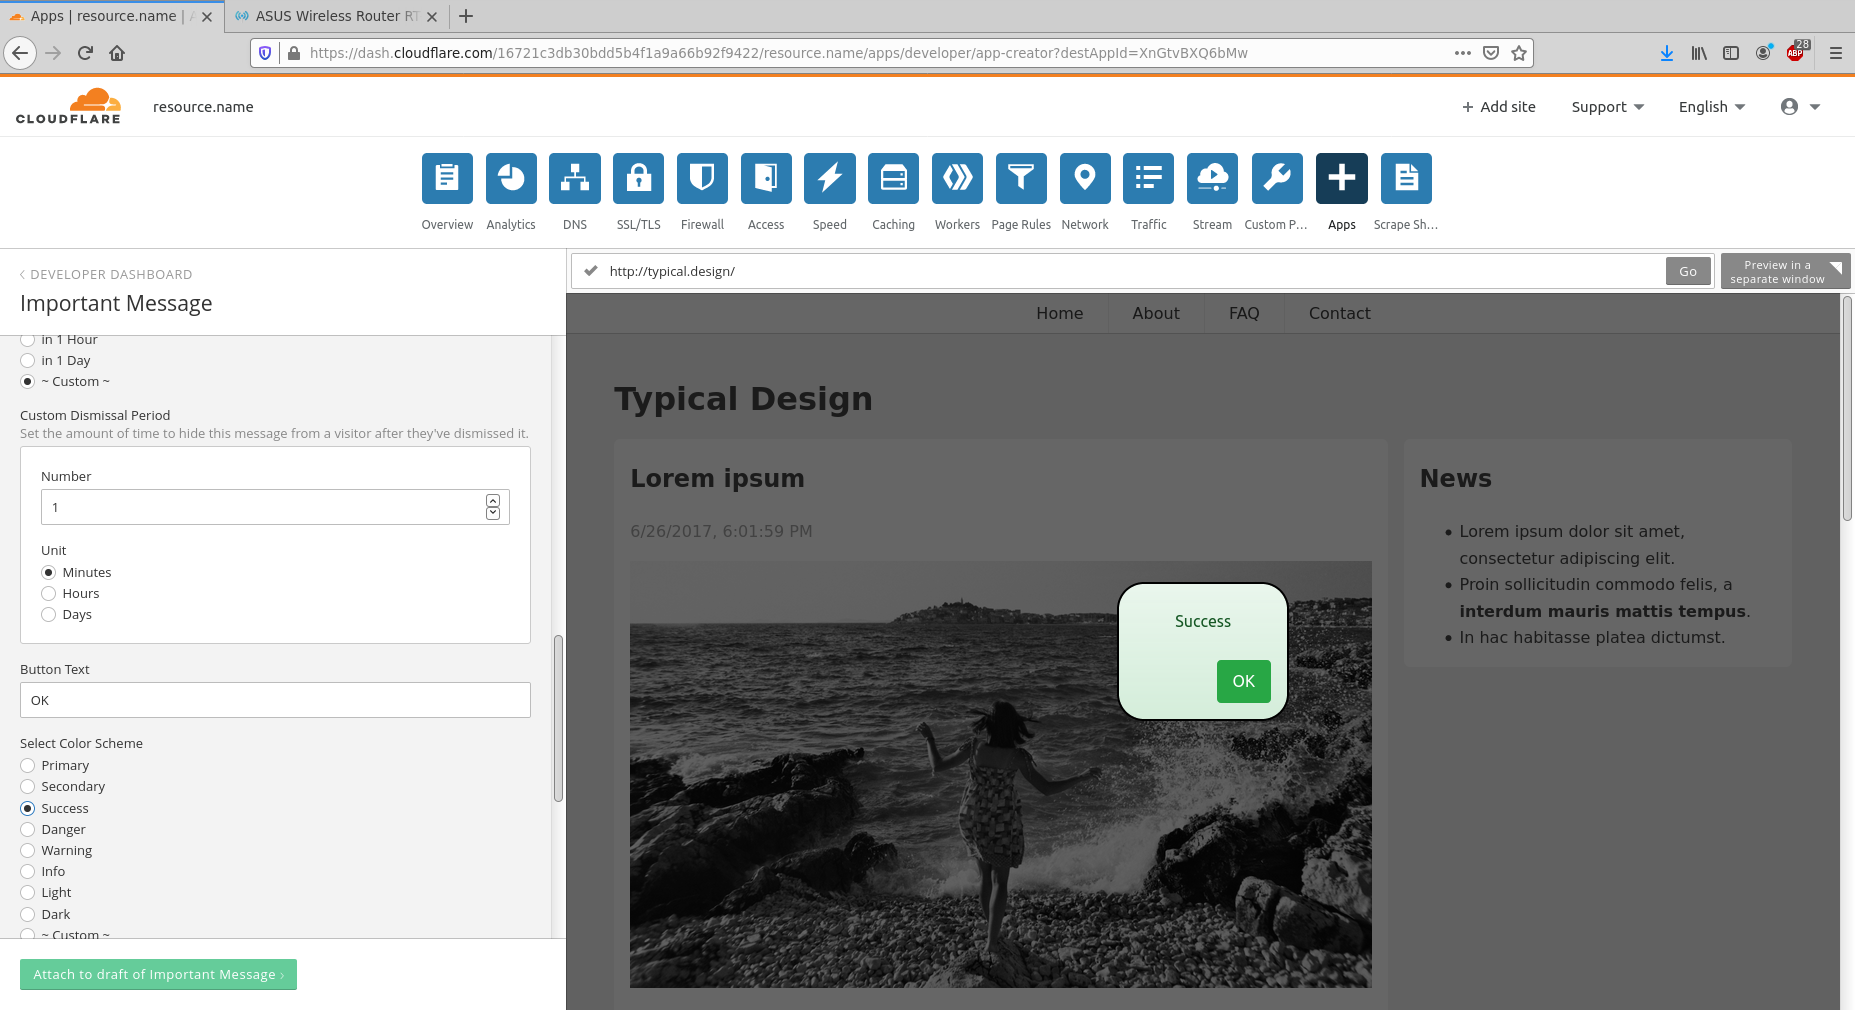 Apps | resource.name |
ASUS Wireless Router RT
https://dash.cloudflare.com/16721c3db30bdd5b4f1a9a66b92f9422/resource.name/apps/developer/app-creator?destAppId=XnGtvBXQ6bMw
28
ABP
CLOUDFLARE
resource.name
+ Add site
Support
English
Overview
Analytics
DNS
SSL/TLS
Firewall
Access
Speed
Caching
Workers
Page Rules
Network
Traffic
Stream
Custom P...
Apps
Scrape Sh...
‹ DEVELOPER DASHBOARD
Important Message
in 1 Hour
in 1 Day
~ Custom ~
Custom Dismissal Period
Set the amount of time to hide this message from a visitor after they've dismissed it.
Number
1
Unit
Minutes
Hours
Days
Button Text
OK
Select Color Scheme
Primary
Secondary
Success
Danger
Warning
Info
Light
Dark
~ Custom ~
Attach to draft of Important Message ›
http://typical.design/
Go
Preview in a
separate window
Home
About
FAQ
Contact
Typical Design
Lorem ipsum
6/26/2017, 6:01:59 PM
Success
OK
News
• Lorem ipsum dolor sit amet,
consectetur adipiscing elit.
• Proin sollicitudin commodo felis, a
interdum mauris mattis tempus.
• In hac habitasse platea dictumst.